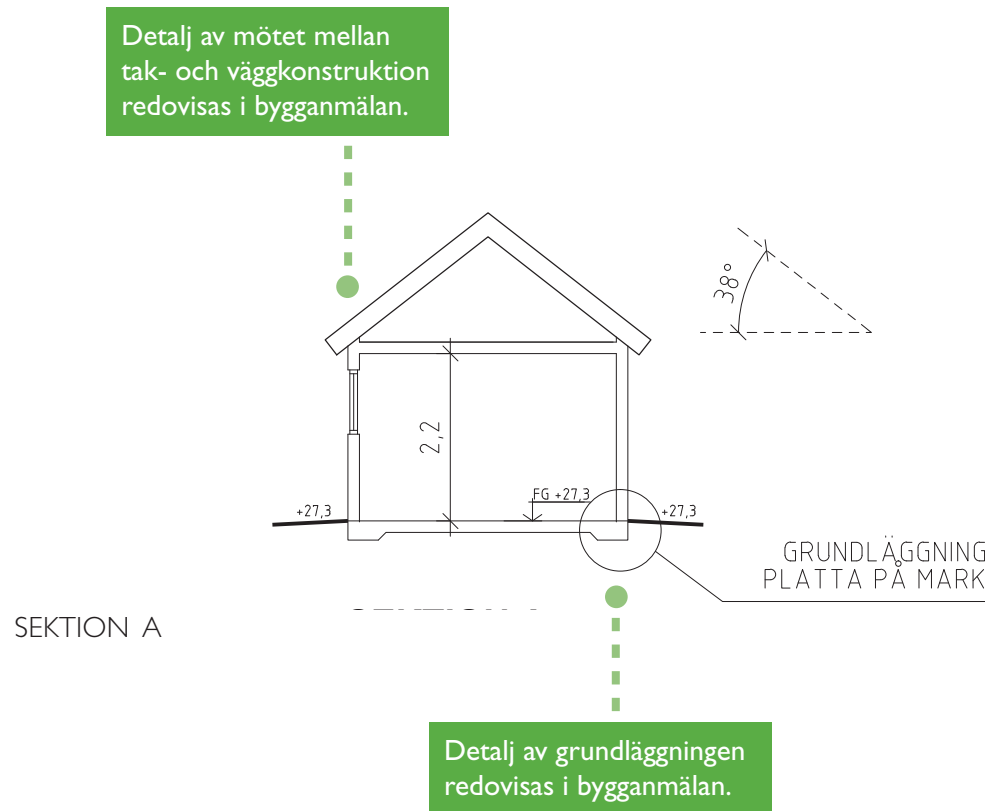 Detalj av mötet mellan
tak- och väggkonstruktion
redovisas i bygganmälan.
38°
2,2
FG +27,3
+27,3
+27,3
GRUNDLÄGGNING
PLATTA PÅ MARK
SEKTION A
Detalj av grundläggningen
redovisas i bygganmälan.